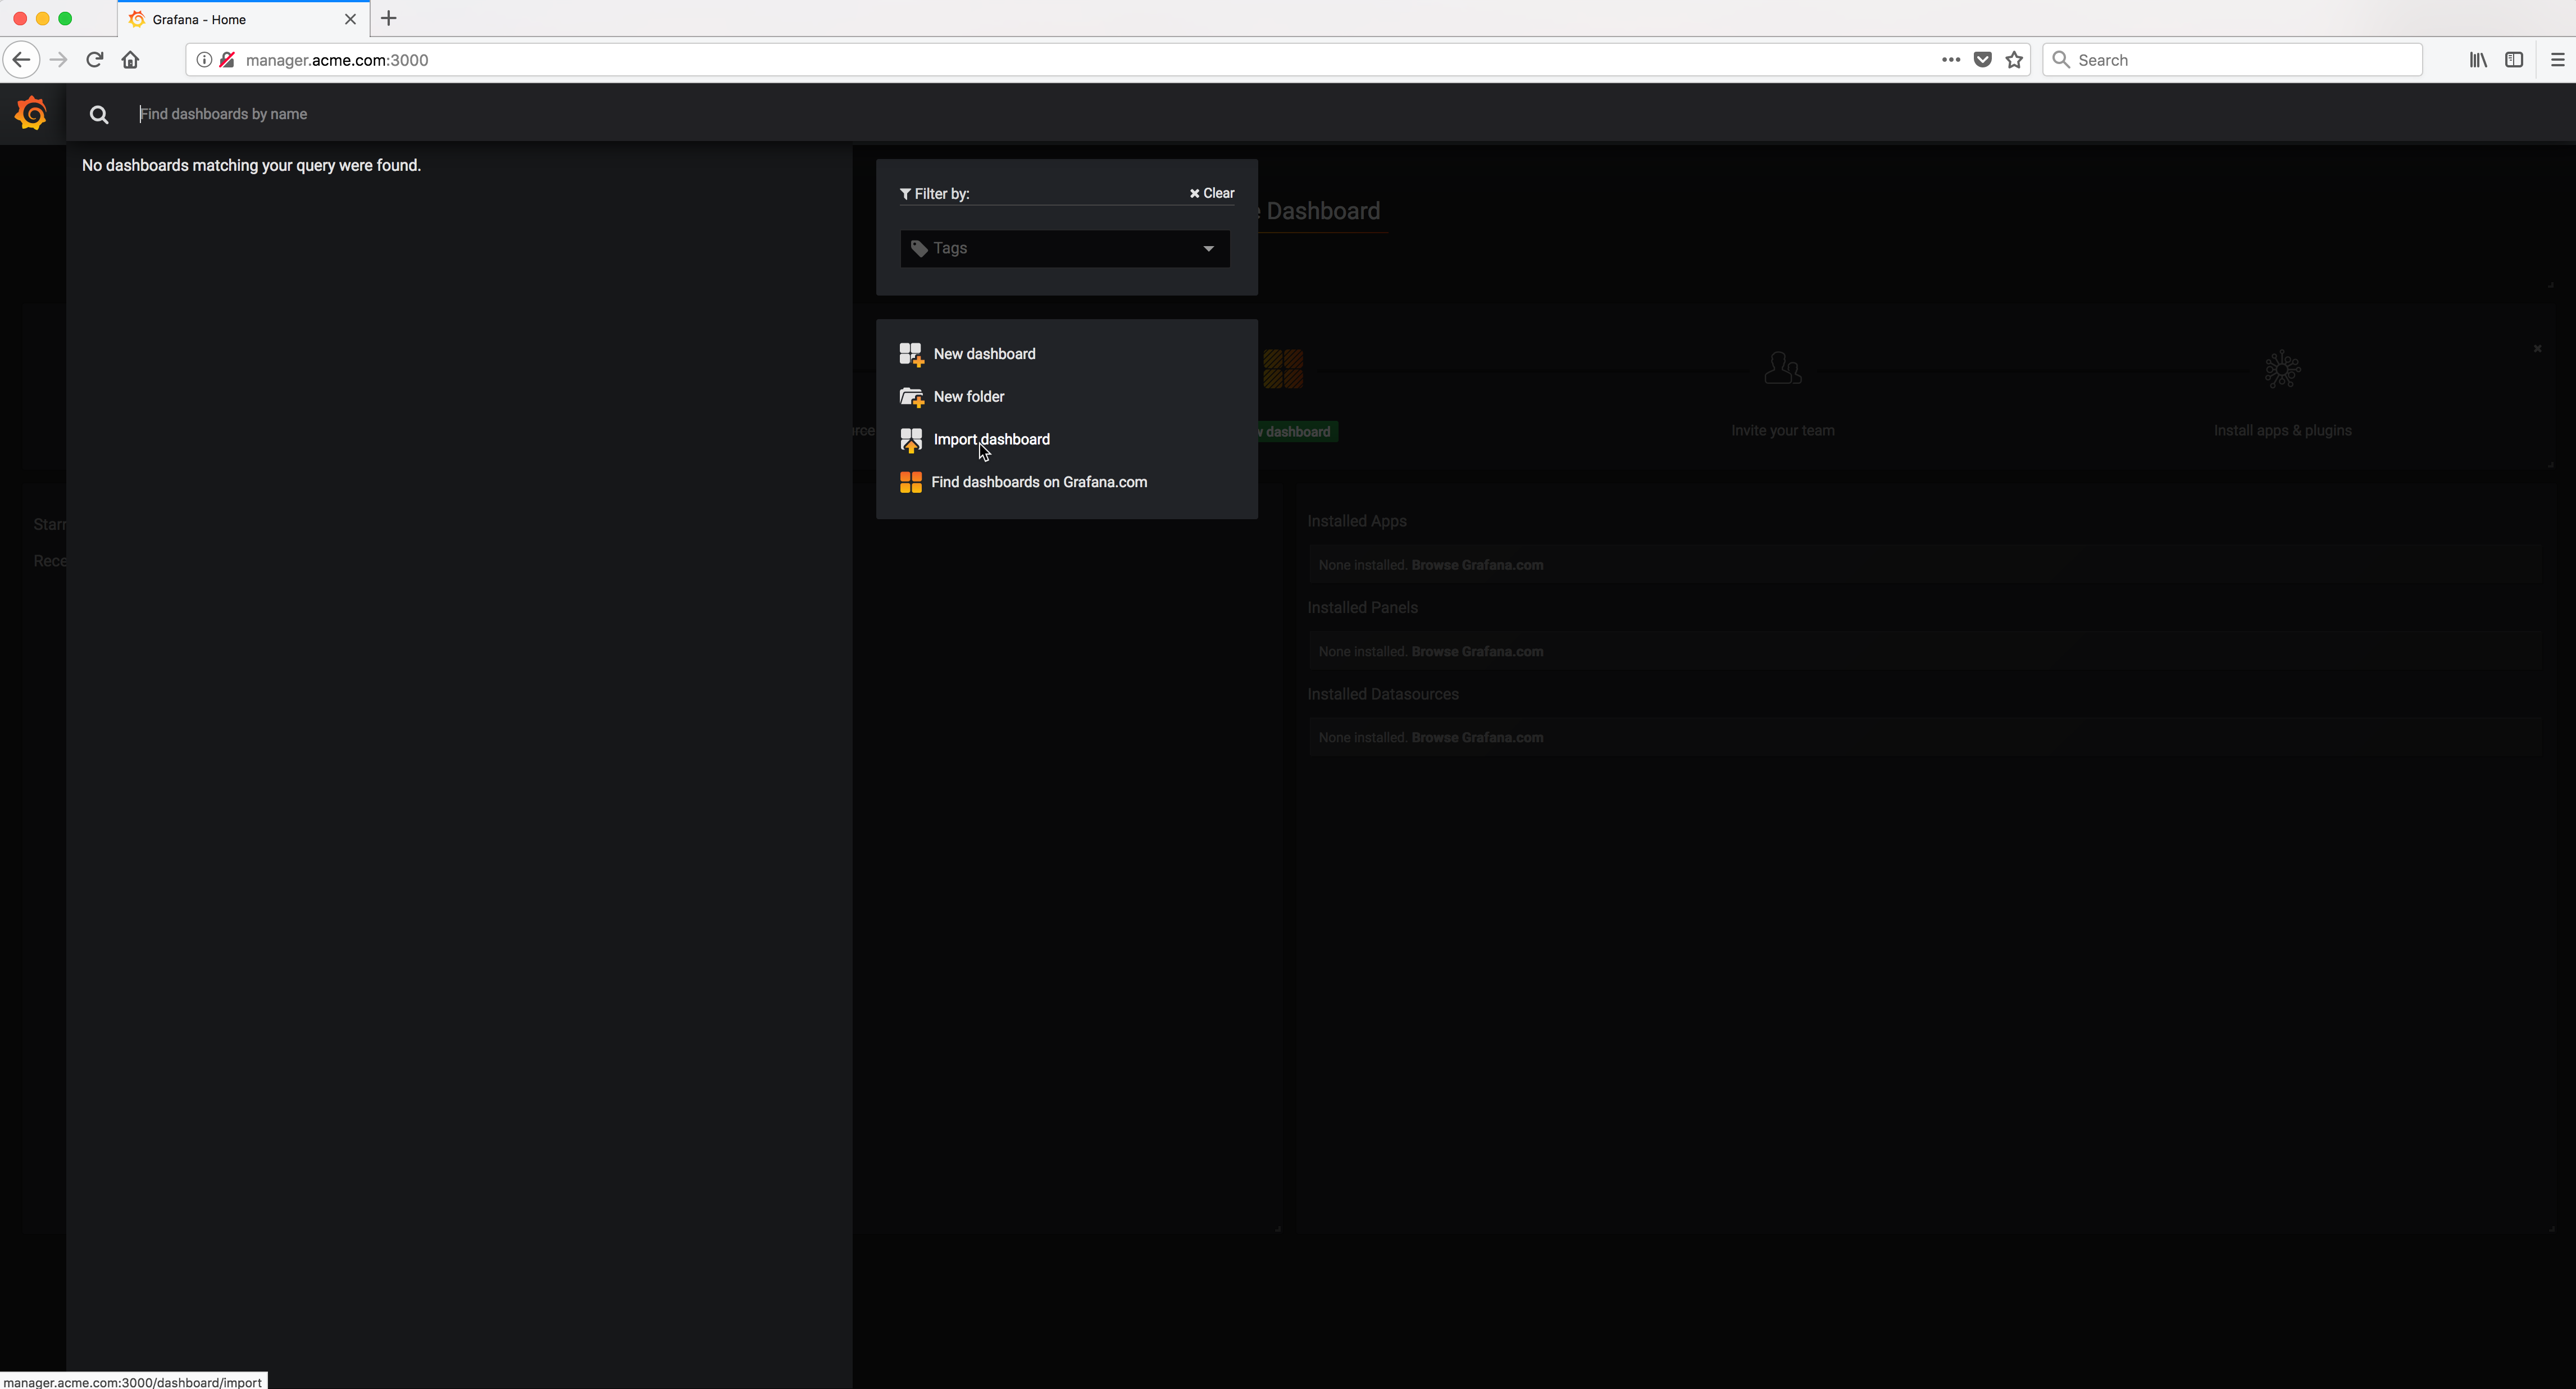 Grafana - Home
manager.acme.com:3000
Search
Find dashboards by name
No dashboards matching your query were found.
Filter by:
Clear
Dashboard
Tags
New dashboard
New folder
Import dashboard
Find dashboards on Grafana.com
dashboard
Invite your team
Install apps & plugins
Starr
Rece
Installed Apps
None installed. Browse Grafana.com
Installed Panels
None installed. Browse Grafana.com
Installed Datasources
None installed. Browse Grafana.com
manager.acme.com:3000/dashboard/import